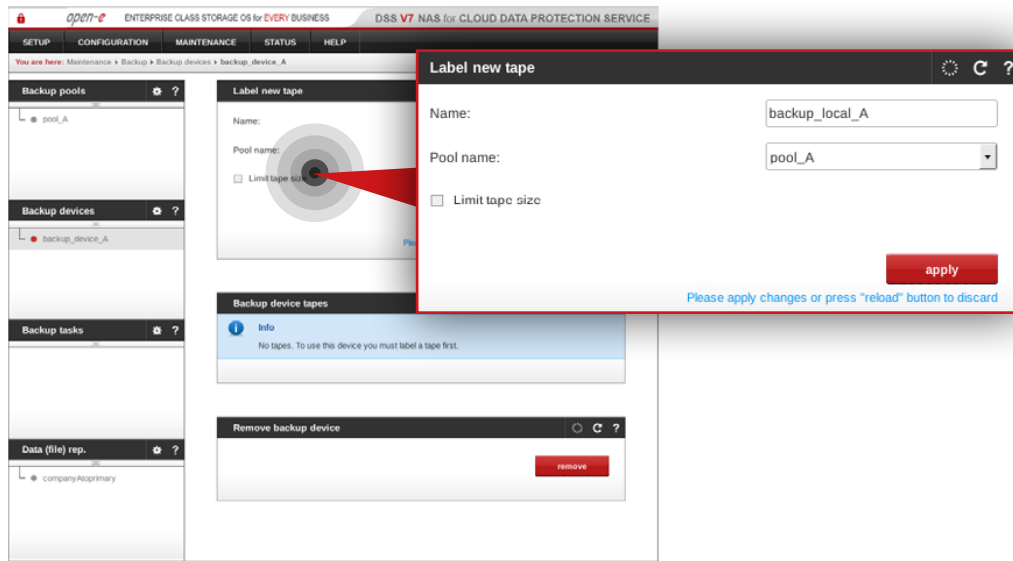 open-e ENTERPRISE CLASS STORAGE OS for EVERY BUSINESS DSS V7 NAS for CLOUD DATA PROTECTION SERVICE
SETUP CONFIGURATION MAINTENANCE STATUS HELP
You are here: Maintenance Backup Backup devices backup_device_A
Backup pools ?
pool_A
Backup devices ?
backup_device_A
Backup tasks ?
Data (file) rep. ?
companyAtoprimary
Label new tape
Name:
Pool name:
Limit tape size
Backup device tapes
i Info
No tapes. To use this device you must label a tape first.
Remove backup device ?
remove
Label new tape ?
Name: backup_local_A
Pool name: pool_A
Limit tape size
apply
Please apply changes or press "reload" button to discard